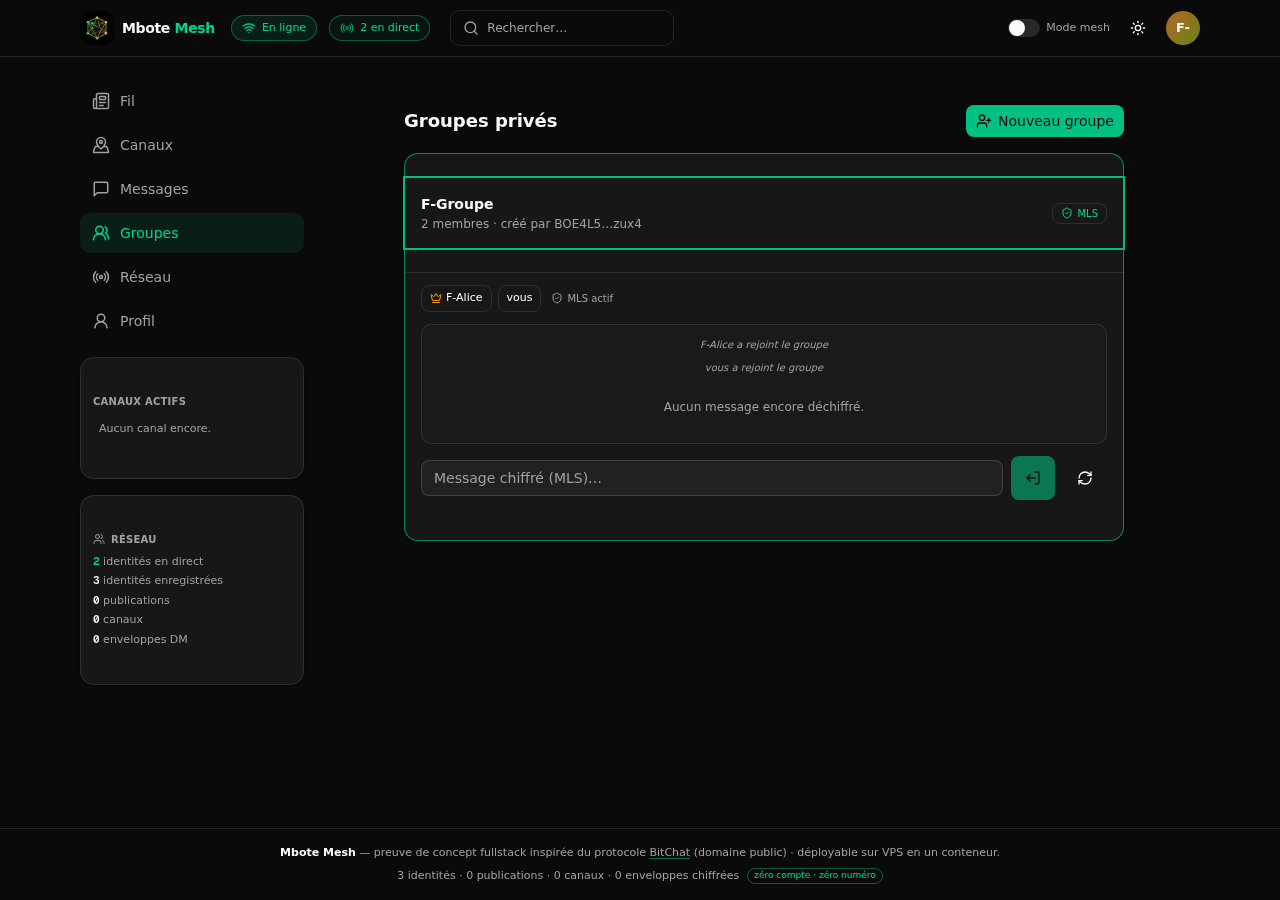 Mbote Mesh
En ligne
2 en direct
Rechercher…
Mode mesh
F-
Fil
Canaux
Messages
Groupes
Réseau
Profil
CANAUX ACTIFS
Aucun canal encore.
RÉSEAU
2 identités en direct
3 identités enregistrées
0 publications
0 canaux
0 enveloppes DM
Groupes privés
Nouveau groupe
F-Groupe
2 membres · créé par BOE4L5…zux4
MLS
F-Alice
vous
MLS actif
F-Alice a rejoint le groupe
vous a rejoint le groupe
Aucun message encore déchiffré.
Message chiffré (MLS)…
Mbote Mesh — preuve de concept fullstack inspirée du protocole BitChat (domaine public) · déployable sur VPS en un conteneur.
3 identités · 0 publications · 0 canaux · 0 enveloppes chiffrées
zéro compte · zéro numéro